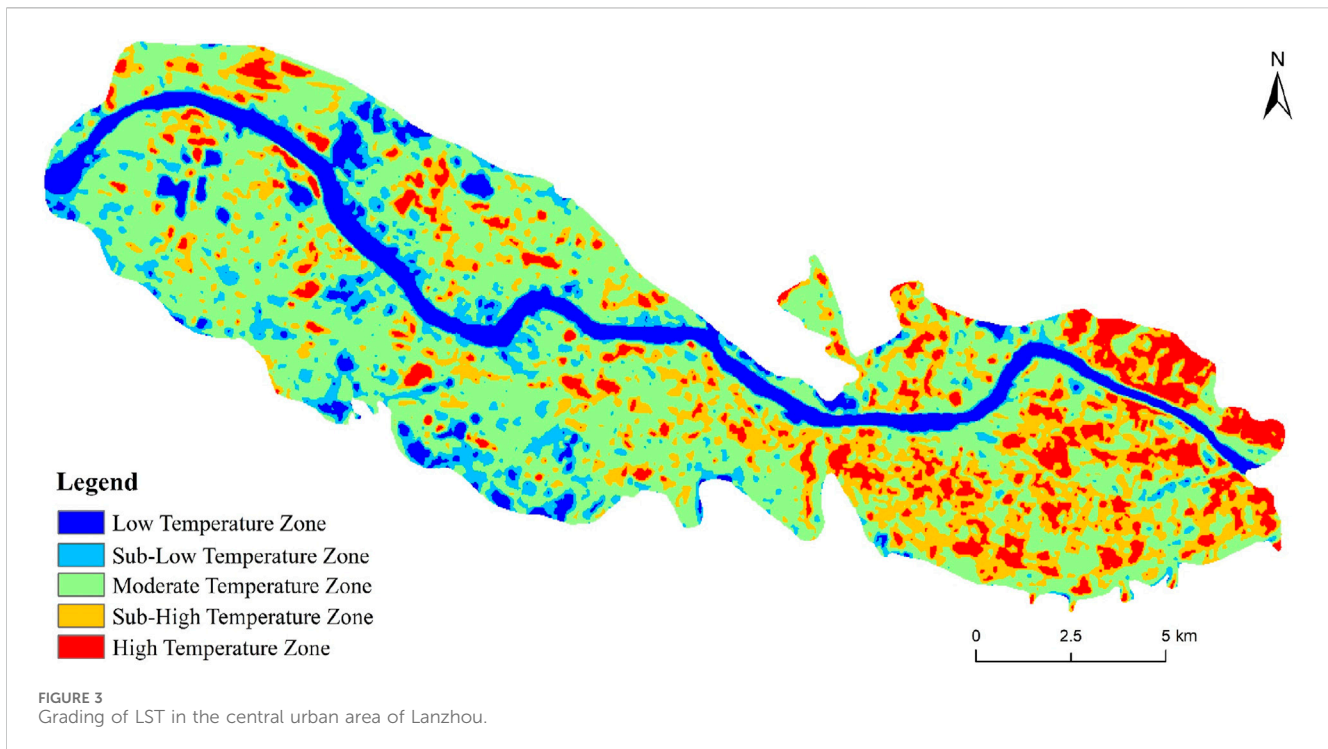 N
Legend
Low Temperature Zone
Sub-Low Temperature Zone
Moderate Temperature Zone
Sub-High Temperature Zone
High Temperature Zone
0 2.5 5 km
FIGURE 3
Grading of LST in the central urban area of Lanzhou.